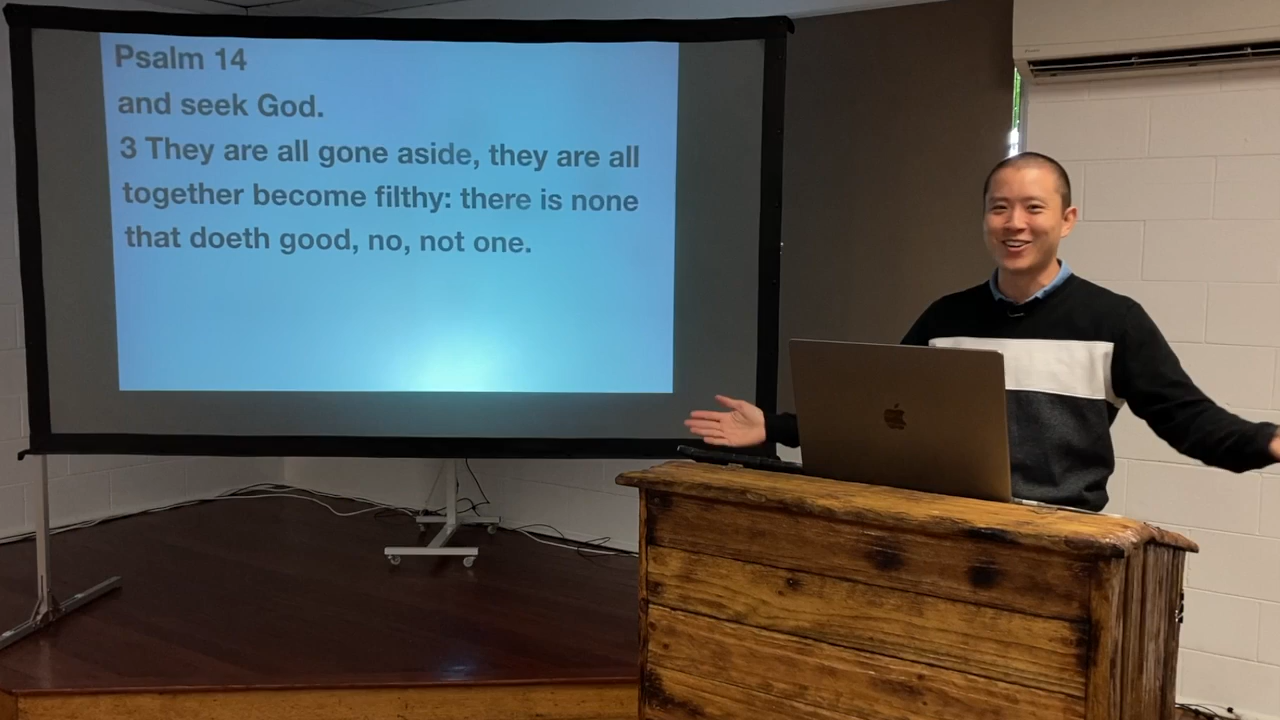 Psalm 14
and seek God.
3 They are all gone aside, they are all
together become filthy: there is none
that doeth good, no, not one.